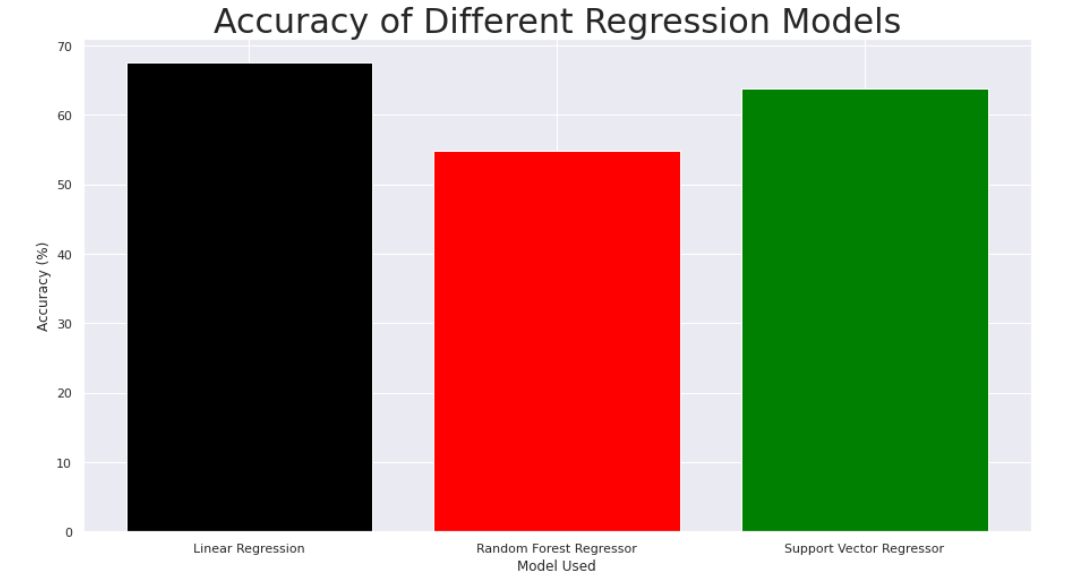 Accuracy of Different Regression Models
70
60
50
40
30
20
10
0
Accuracy (%)
Linear Regression
Random Forest Regressor
Support Vector Regressor
Model Used